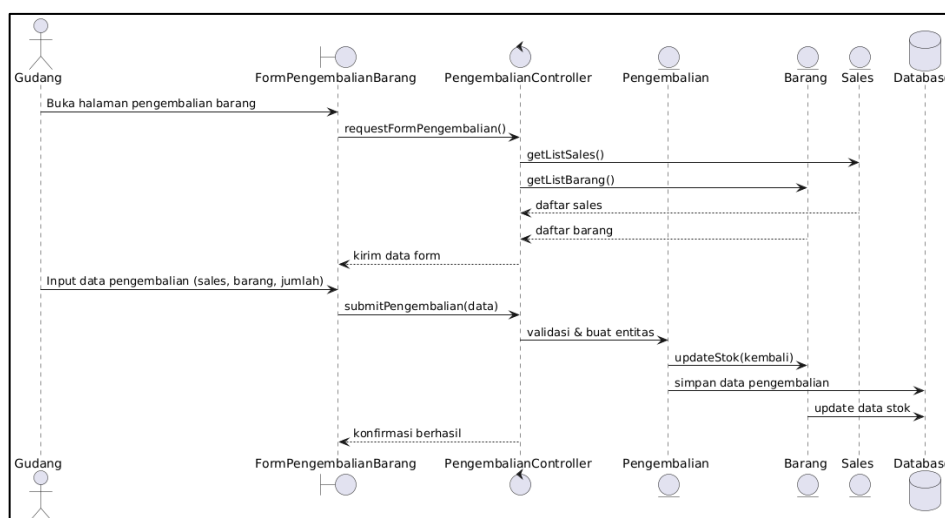 Gudang
FormPengembalianBarang
PengembalianController
Pengembalian
Barang
Sales
Database
Buka halaman pengembalian barang
requestFormPengembalian()
getListSales()
getListBarang()
daftar sales
daftar barang
kirim data form
Input data pengembalian (sales, barang, jumlah)
submitPengembalian(data)
validasi & buat entitas
updateStok(kembali)
simpan data pengembalian
update data stok
konfirmasi berhasil
Gudang
FormPengembalianBarang
PengembalianController
Pengembalian
Barang
Sales
Database